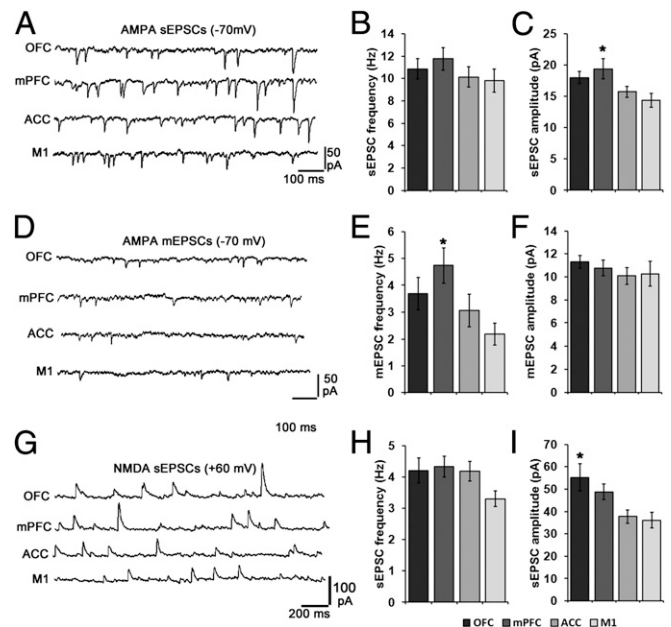 A
AMPA sEPSCs (-70mV)
OFC
mPFC
ACC
M1
50
pA
100 ms
B
sEPSC frequency (Hz)
14
12
10
8
6
4
2
0
C
sEPSC amplitude (pA)
25
20
15
10
5
0
*
D
AMPA mEPSCs (-70 mV)
OFC
mPFC
ACC
M1
50
pA
100 ms
E
mEPSC frequency (Hz)
6
5
4
3
2
1
0
*
F
mEPSC amplitude (pA)
14
12
10
8
6
4
2
0
G
NMDA sEPSCs (+60 mV)
OFC
mPFC
ACC
M1
100
pA
200 ms
H
sEPSC frequency (Hz)
5
4
3
2
1
0
I
sEPSC amplitude (pA)
70
60
50
40
30
20
10
0
*
OFC mPFC ACC M1